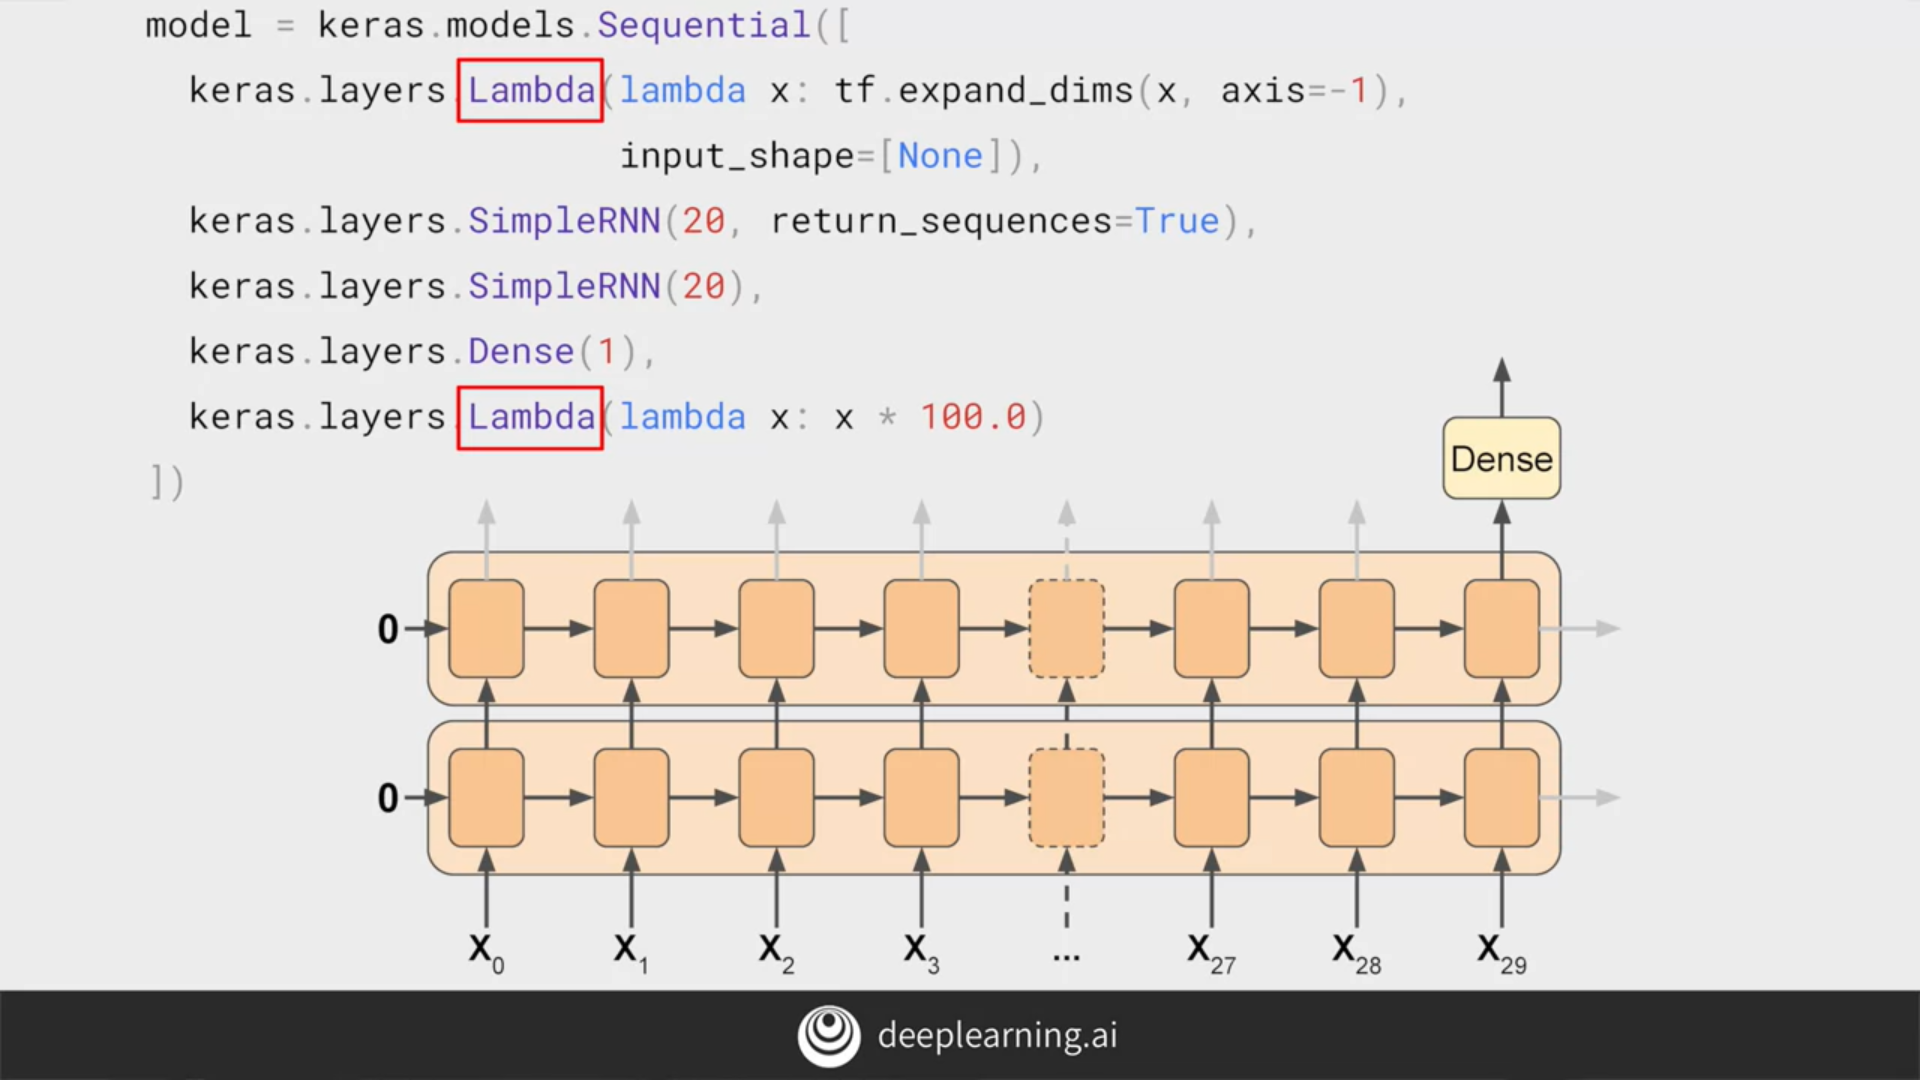 model = keras.models.Sequential([
keras.layers.Lambda(lambda x: tf.expand_dims(x, axis=-1),
input_shape=[None]),
keras.layers.SimpleRNN(20, return_sequences=True),
keras.layers.SimpleRNN(20),
keras.layers.Dense(1),
keras.layers.Lambda(lambda x: x * 100.0)
])
Dense
0
0
X0 X1 X2 X3 ... X27 X28 X29
deeplearning.ai